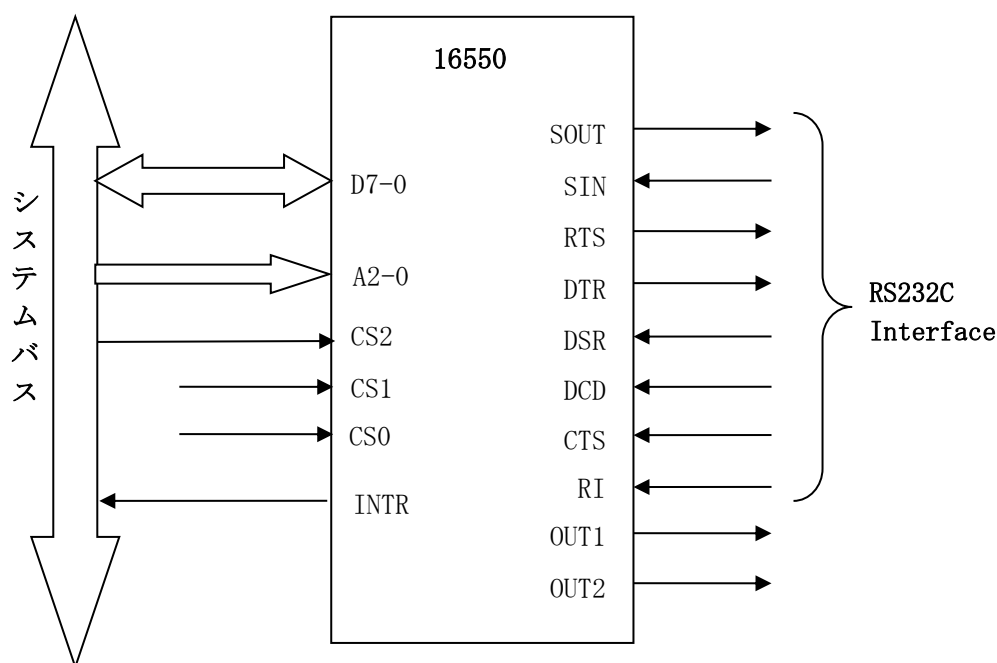 16550
システムバス
D7-0
A2-0
CS2
CS1
CS0
INTR
SOUT
SIN
RTS
DTR
DSR
DCD
CTS
RI
OUT1
OUT2
RS232C
Interface